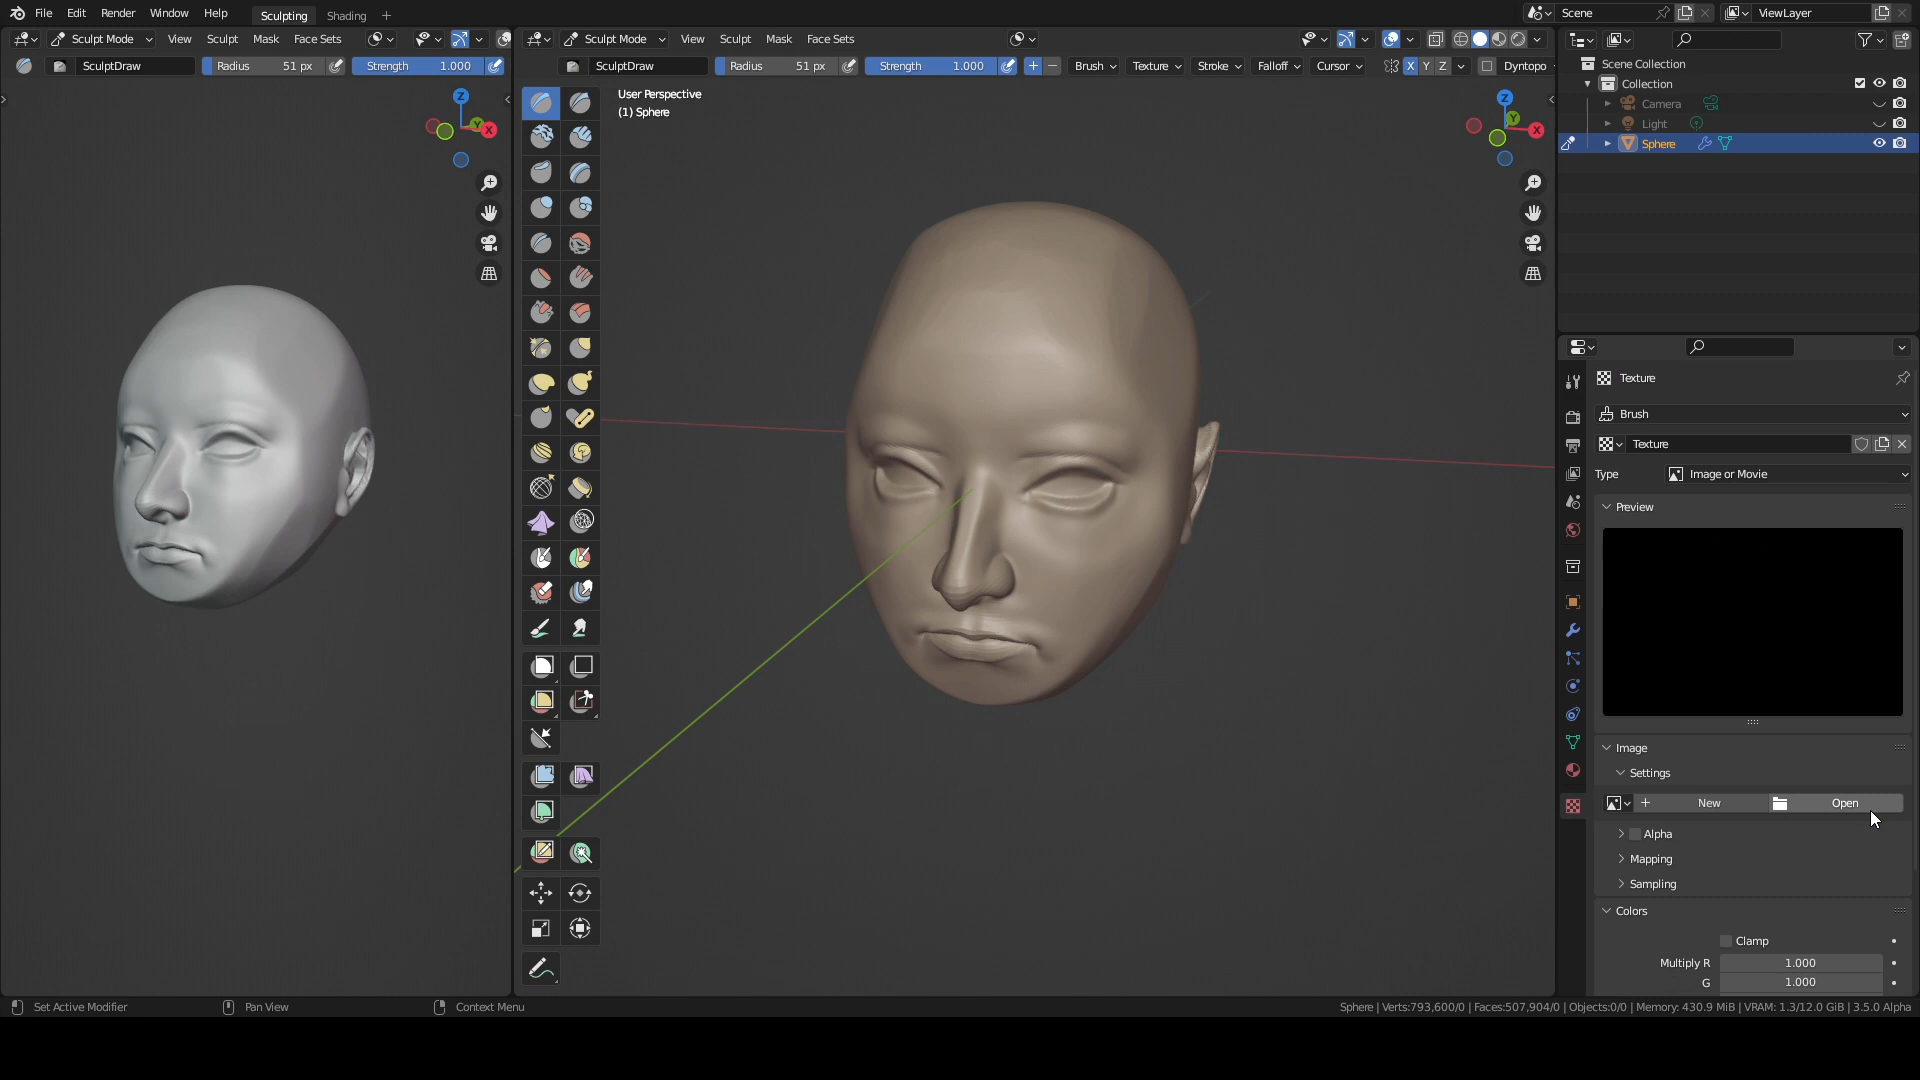 File Edit Render Window Help Sculpting Shading + Scene ViewLayer
Sculpt Mode View Sculpt Mask Face Sets
SculptDraw Radius 51 px Strength 1.000
Sculpt Mode View Sculpt Mask Face Sets
SculptDraw Radius 51 px Strength 1.000 + − Brush Texture Stroke Falloff Cursor X Y Z Dyntopo
Z
Y
X
User Perspective
(1) Sphere
Z
Y
X
Scene Collection
Collection
Camera
Light
Sphere
Texture
Brush
Texture
Type Image or Movie
Preview
Image
Settings
+ New Open
Alpha
Mapping
Sampling
Colors
Clamp
Multiply R 1.000
G 1.000
Set Active Modifier Pan View Context Menu Sphere | Verts:793,600/0 | Faces:507,904/0 | Objects:0/0 | Memory: 430.9 MiB | VRAM: 1.3/12.0 GiB | 3.5.0 Alpha